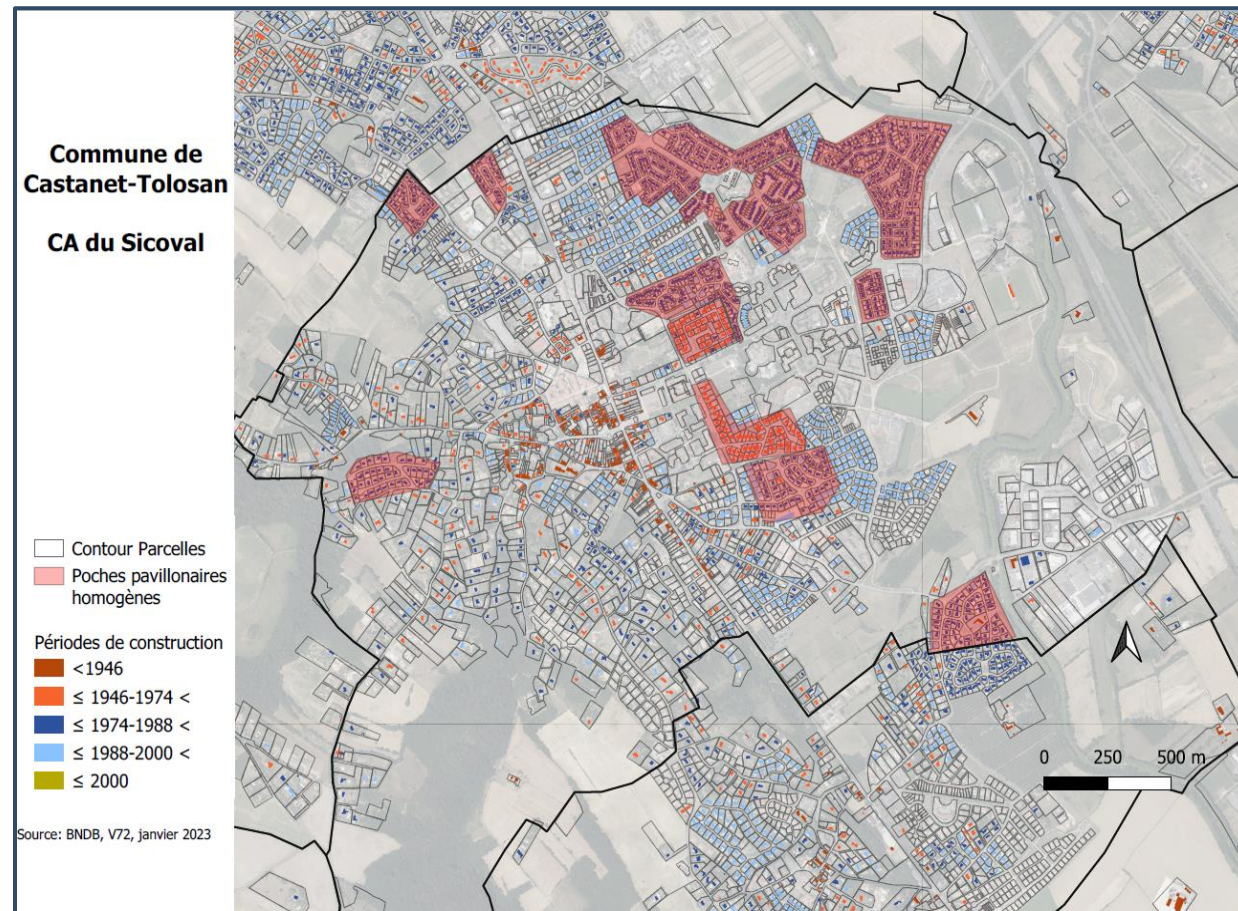 Commune de
Castanet-Tolosan
CA du Sicoval
Contour Parcelles
Poches pavillonaires
homogènes
Périodes de construction
<1946
≤ 1946-1974 <
≤ 1974-1988 <
≤ 1988-2000 <
≤ 2000
Source: BNDB, V72, janvier 2023
0 250 500 m